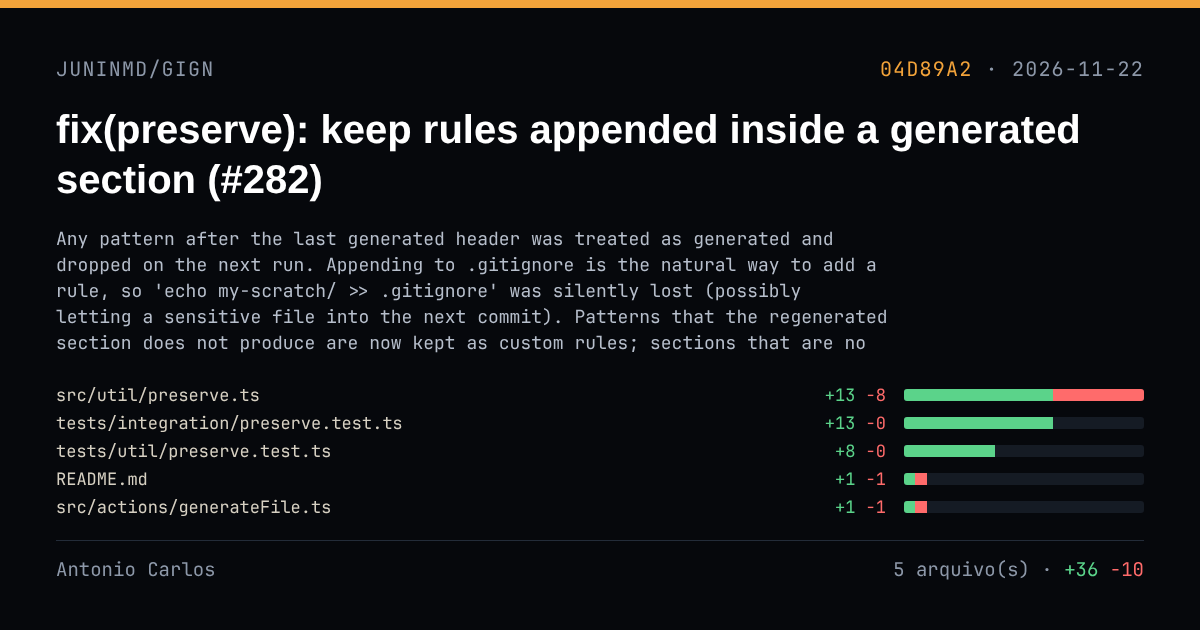 JUNINMD/GIGN
04D89A2 · 2026-11-22
fix(preserve): keep rules appended inside a generated
section (#282)
Any pattern after the last generated header was treated as generated and
dropped on the next run. Appending to .gitignore is the natural way to add a
rule, so 'echo my-scratch/ >> .gitignore' was silently lost (possibly
letting a sensitive file into the next commit). Patterns that the regenerated
section does not produce are now kept as custom rules; sections that are no
src/util/preserve.ts +13 -8
tests/integration/preserve.test.ts +13 -0
tests/util/preserve.test.ts +8 -0
README.md +1 -1
src/actions/generateFile.ts +1 -1
Antonio Carlos
5 arquivo(s) · +36 -10